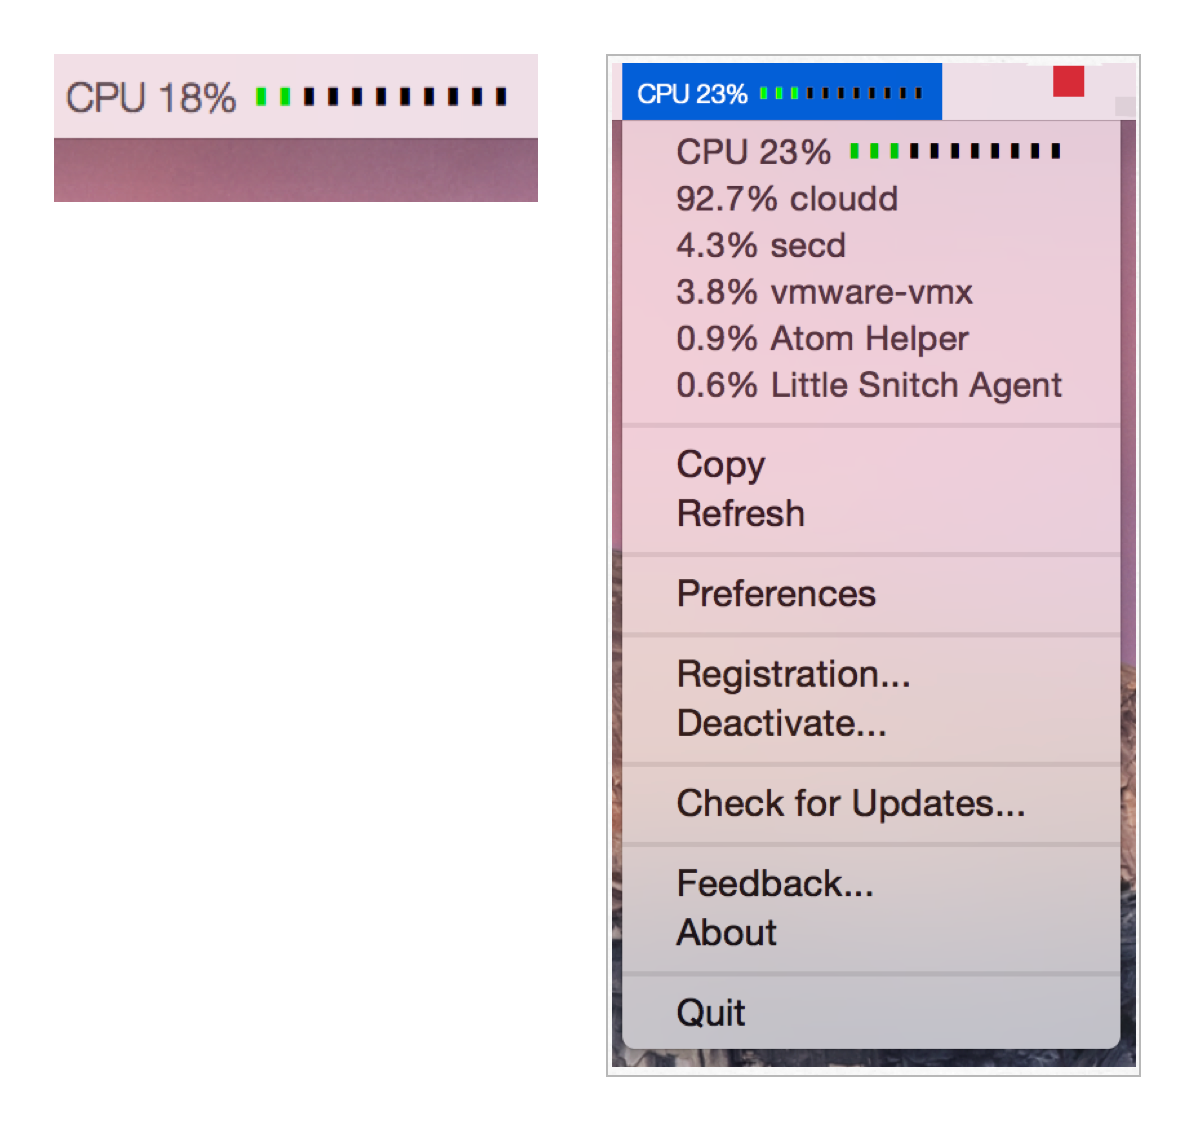 CPU 18%
CPU 23%
CPU 23%
92.7% cloudd
4.3% secd
3.8% vmware-vmx
0.9% Atom Helper
0.6% Little Snitch Agent
Copy
Refresh
Preferences
Registration...
Deactivate...
Check for Updates...
Feedback...
About
Quit